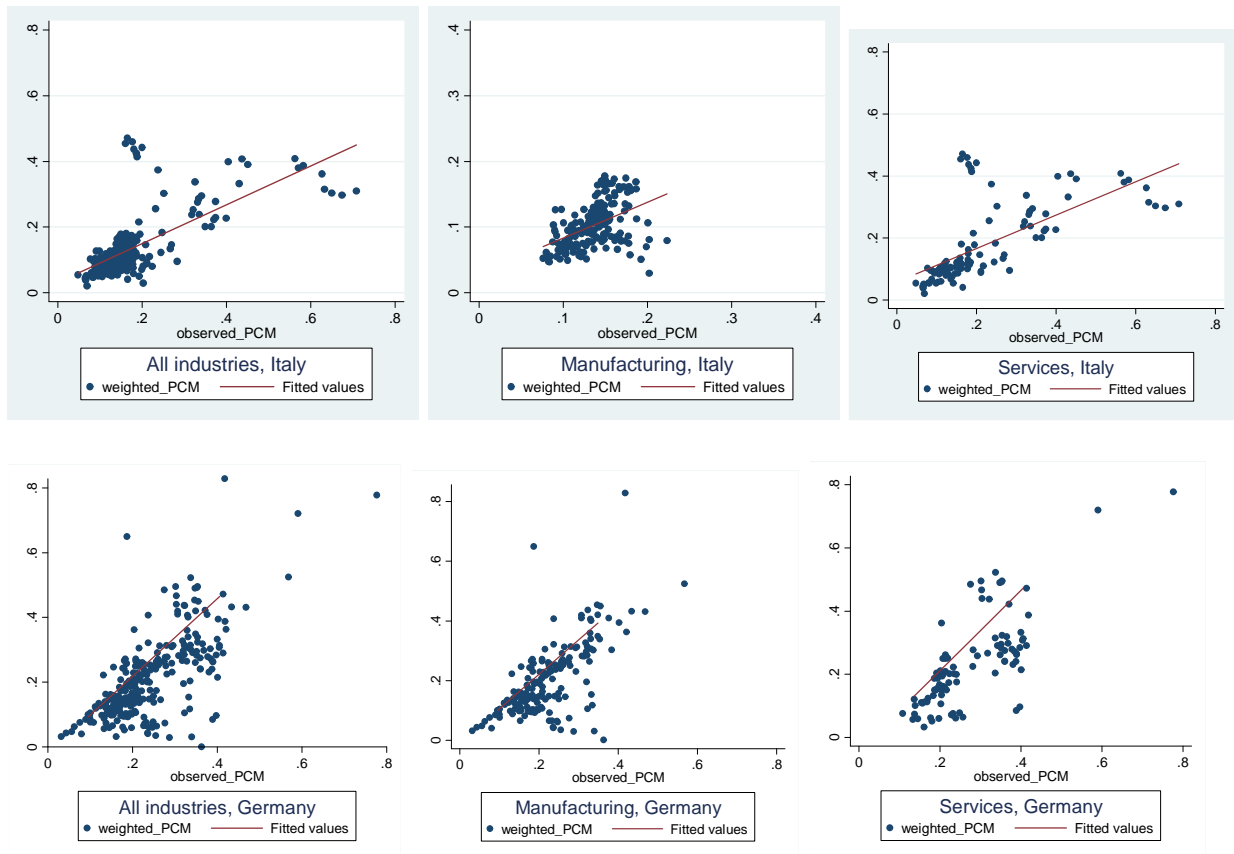 .8
.6
.4
.2
0
0 .2 .4 .6 .8
observed_PCM
All industries, Italy
weighted_PCM Fitted values
.4
.3
.2
.1
0
0 .1 .2 .3 .4
observed_PCM
Manufacturing, Italy
weighted_PCM Fitted values
.8
.6
.4
.2
0
0 .2 .4 .6 .8
observed_PCM
Services, Italy
weighted_PCM Fitted values
.8
.6
.4
.2
0
0 .2 .4 .6 .8
observed_PCM
All industries, Germany
weighted_PCM Fitted values
.8
.6
.4
.2
0
0 .2 .4 .6 .8
observed_PCM
Manufacturing, Germany
weighted_PCM Fitted values
.8
.6
.4
.2
0
0 .2 .4 .6 .8
observed_PCM
Services, Germany
weighted_PCM Fitted values